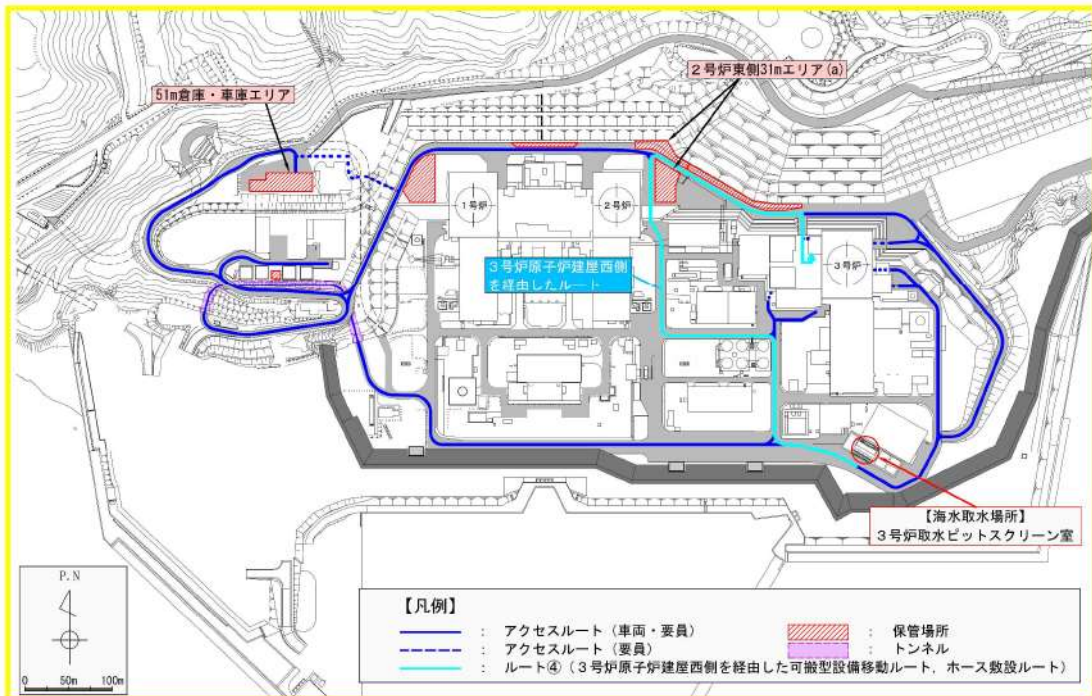 2号炉東側31mエリア(a)
51m倉庫・車庫エリア
1号炉
2号炉
3号炉
3号炉原子炉建屋西側
を経由したルート
【海水取水場所】
3号炉取水ピットスクリーン室
P.N
0 50m 100m
【凡例】
: アクセスルート（車両・要員）
: アクセスルート（要員）
: ルート④（3号炉原子炉建屋西側を経由した可搬型設備移動ルート，ホース敷設ルート）
: 保管場所
: トンネル